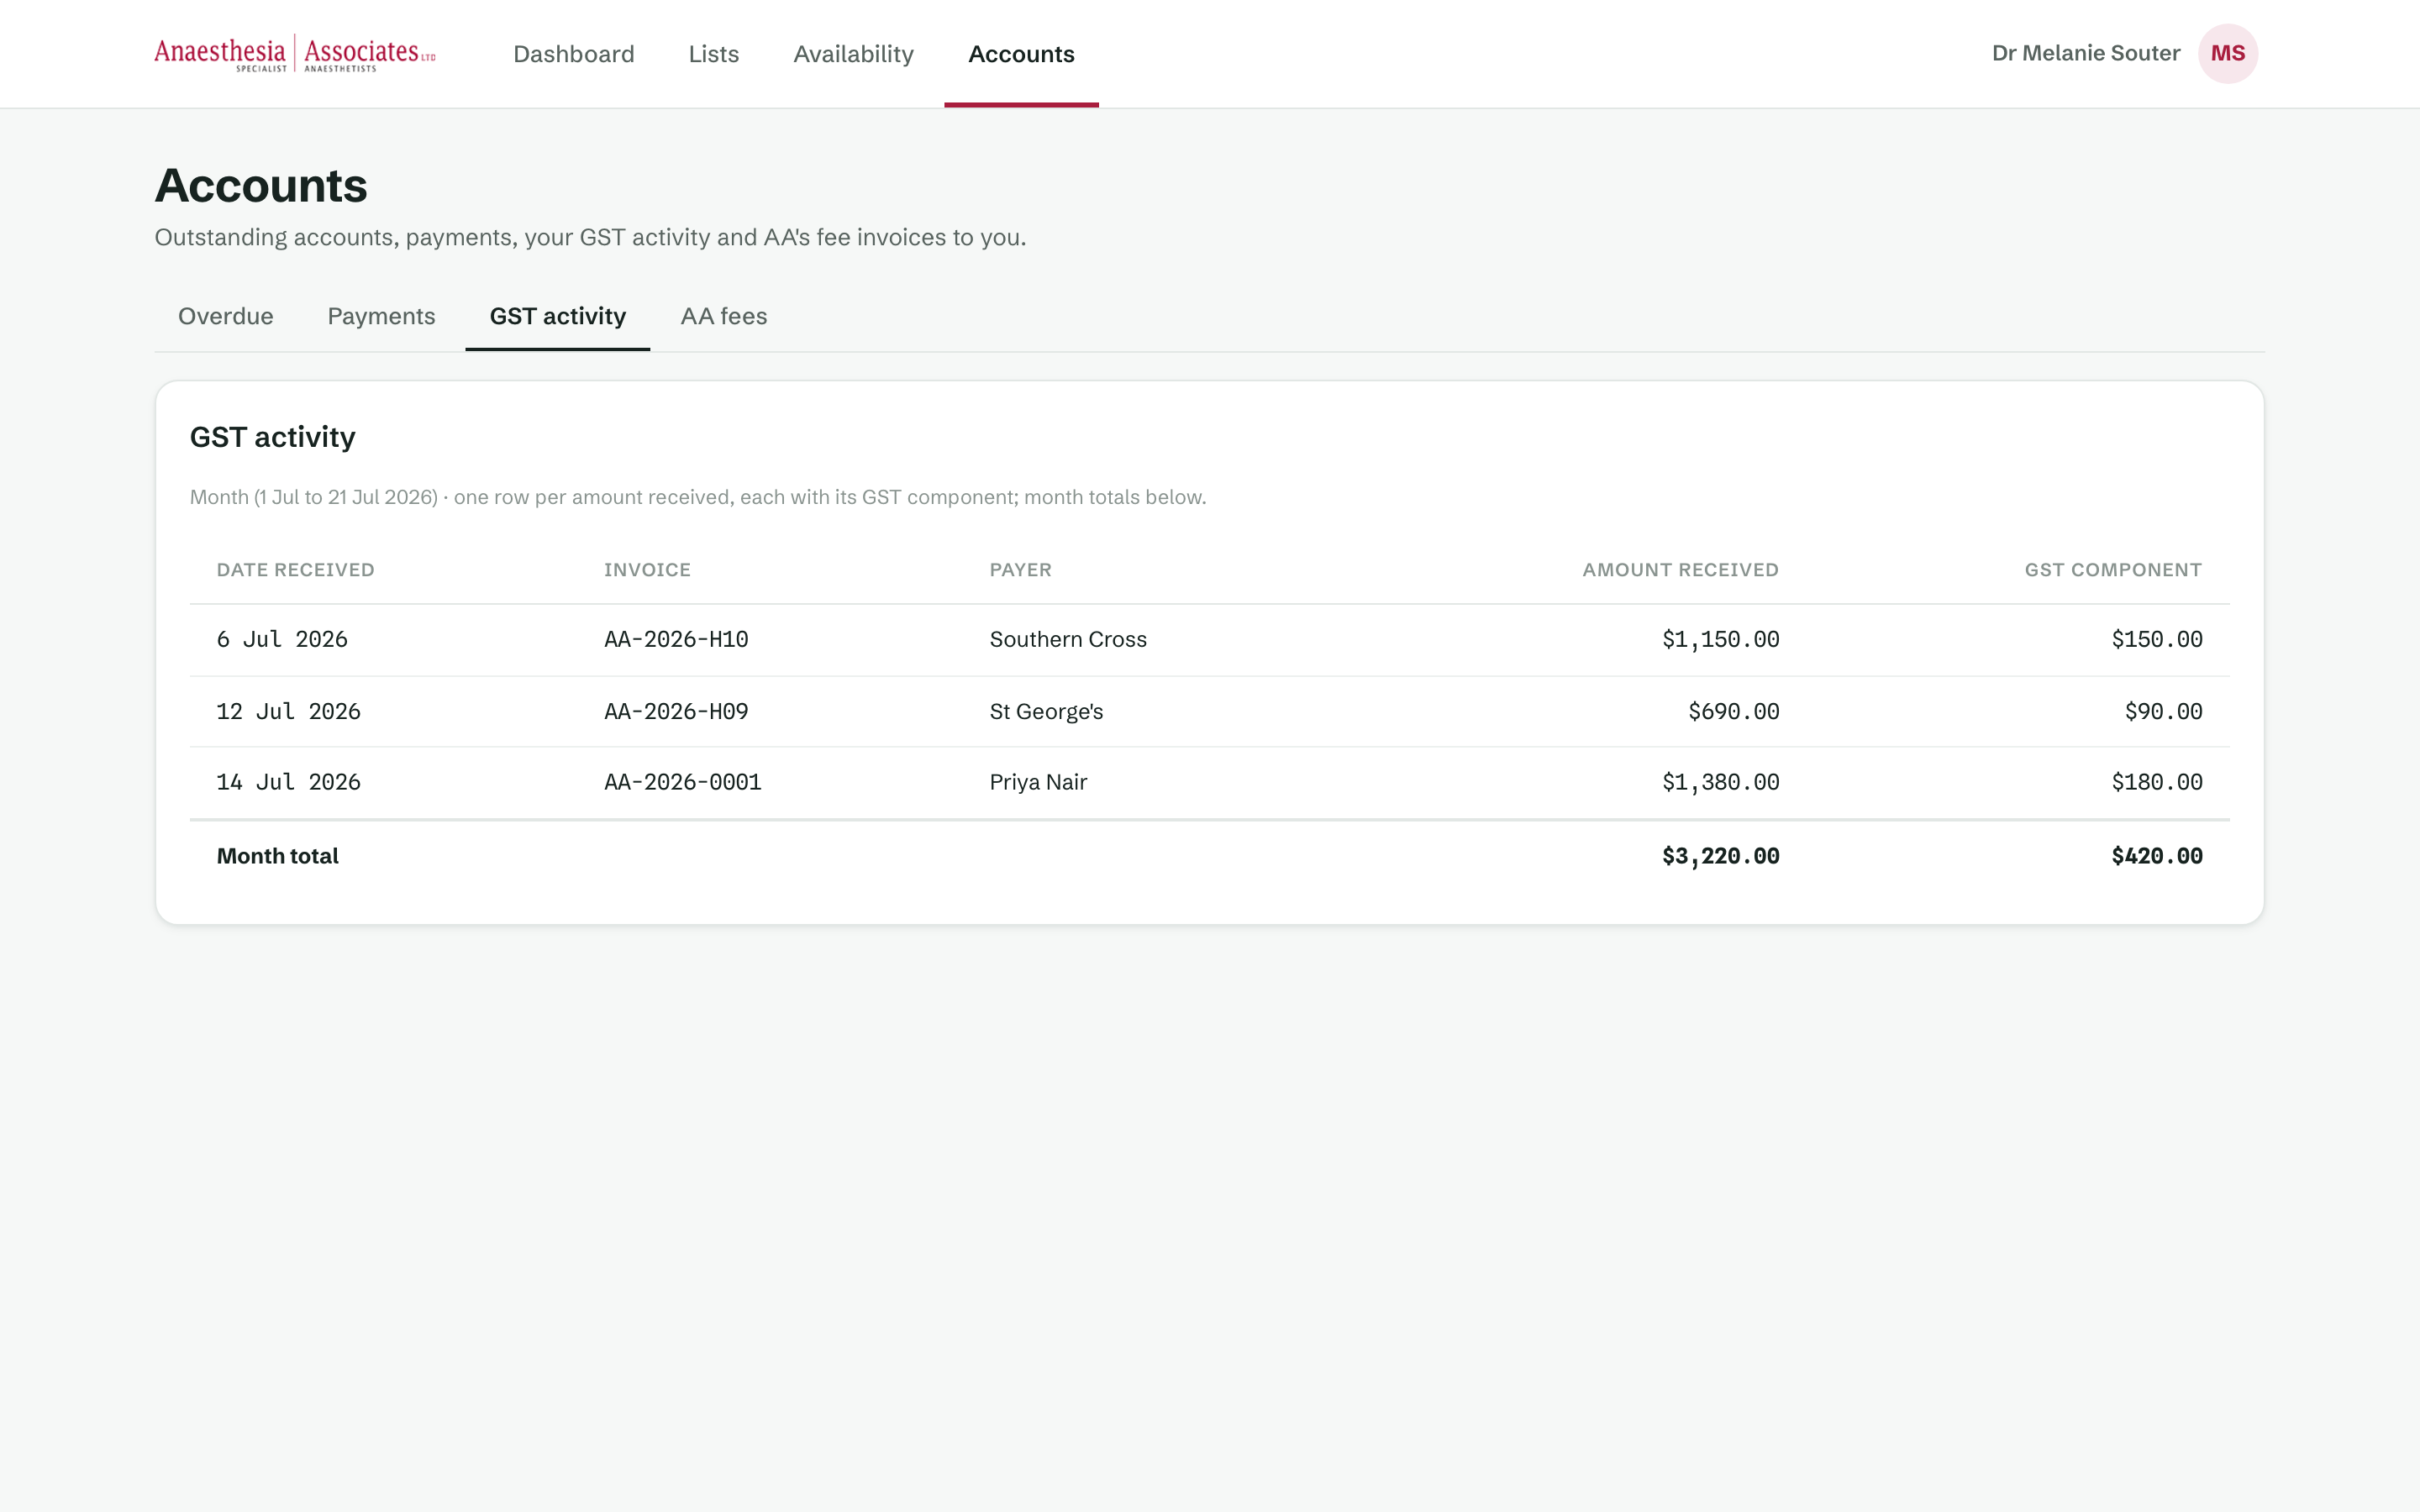 Anaesthesia | Associates LTD
SPECIALIST ANAESTHETISTS
Dashboard Lists Availability Accounts
Dr Melanie Souter MS
Accounts
Outstanding accounts, payments, your GST activity and AA's fee invoices to you.
Overdue Payments GST activity AA fees
GST activity
Month (1 Jul to 21 Jul 2026) · one row per amount received, each with its GST component; month totals below.
DATE RECEIVED INVOICE PAYER AMOUNT RECEIVED GST COMPONENT
6 Jul 2026 AA-2026-H10 Southern Cross $1,150.00 $150.00
12 Jul 2026 AA-2026-H09 St George's $690.00 $90.00
14 Jul 2026 AA-2026-0001 Priya Nair $1,380.00 $180.00
Month total $3,220.00 $420.00